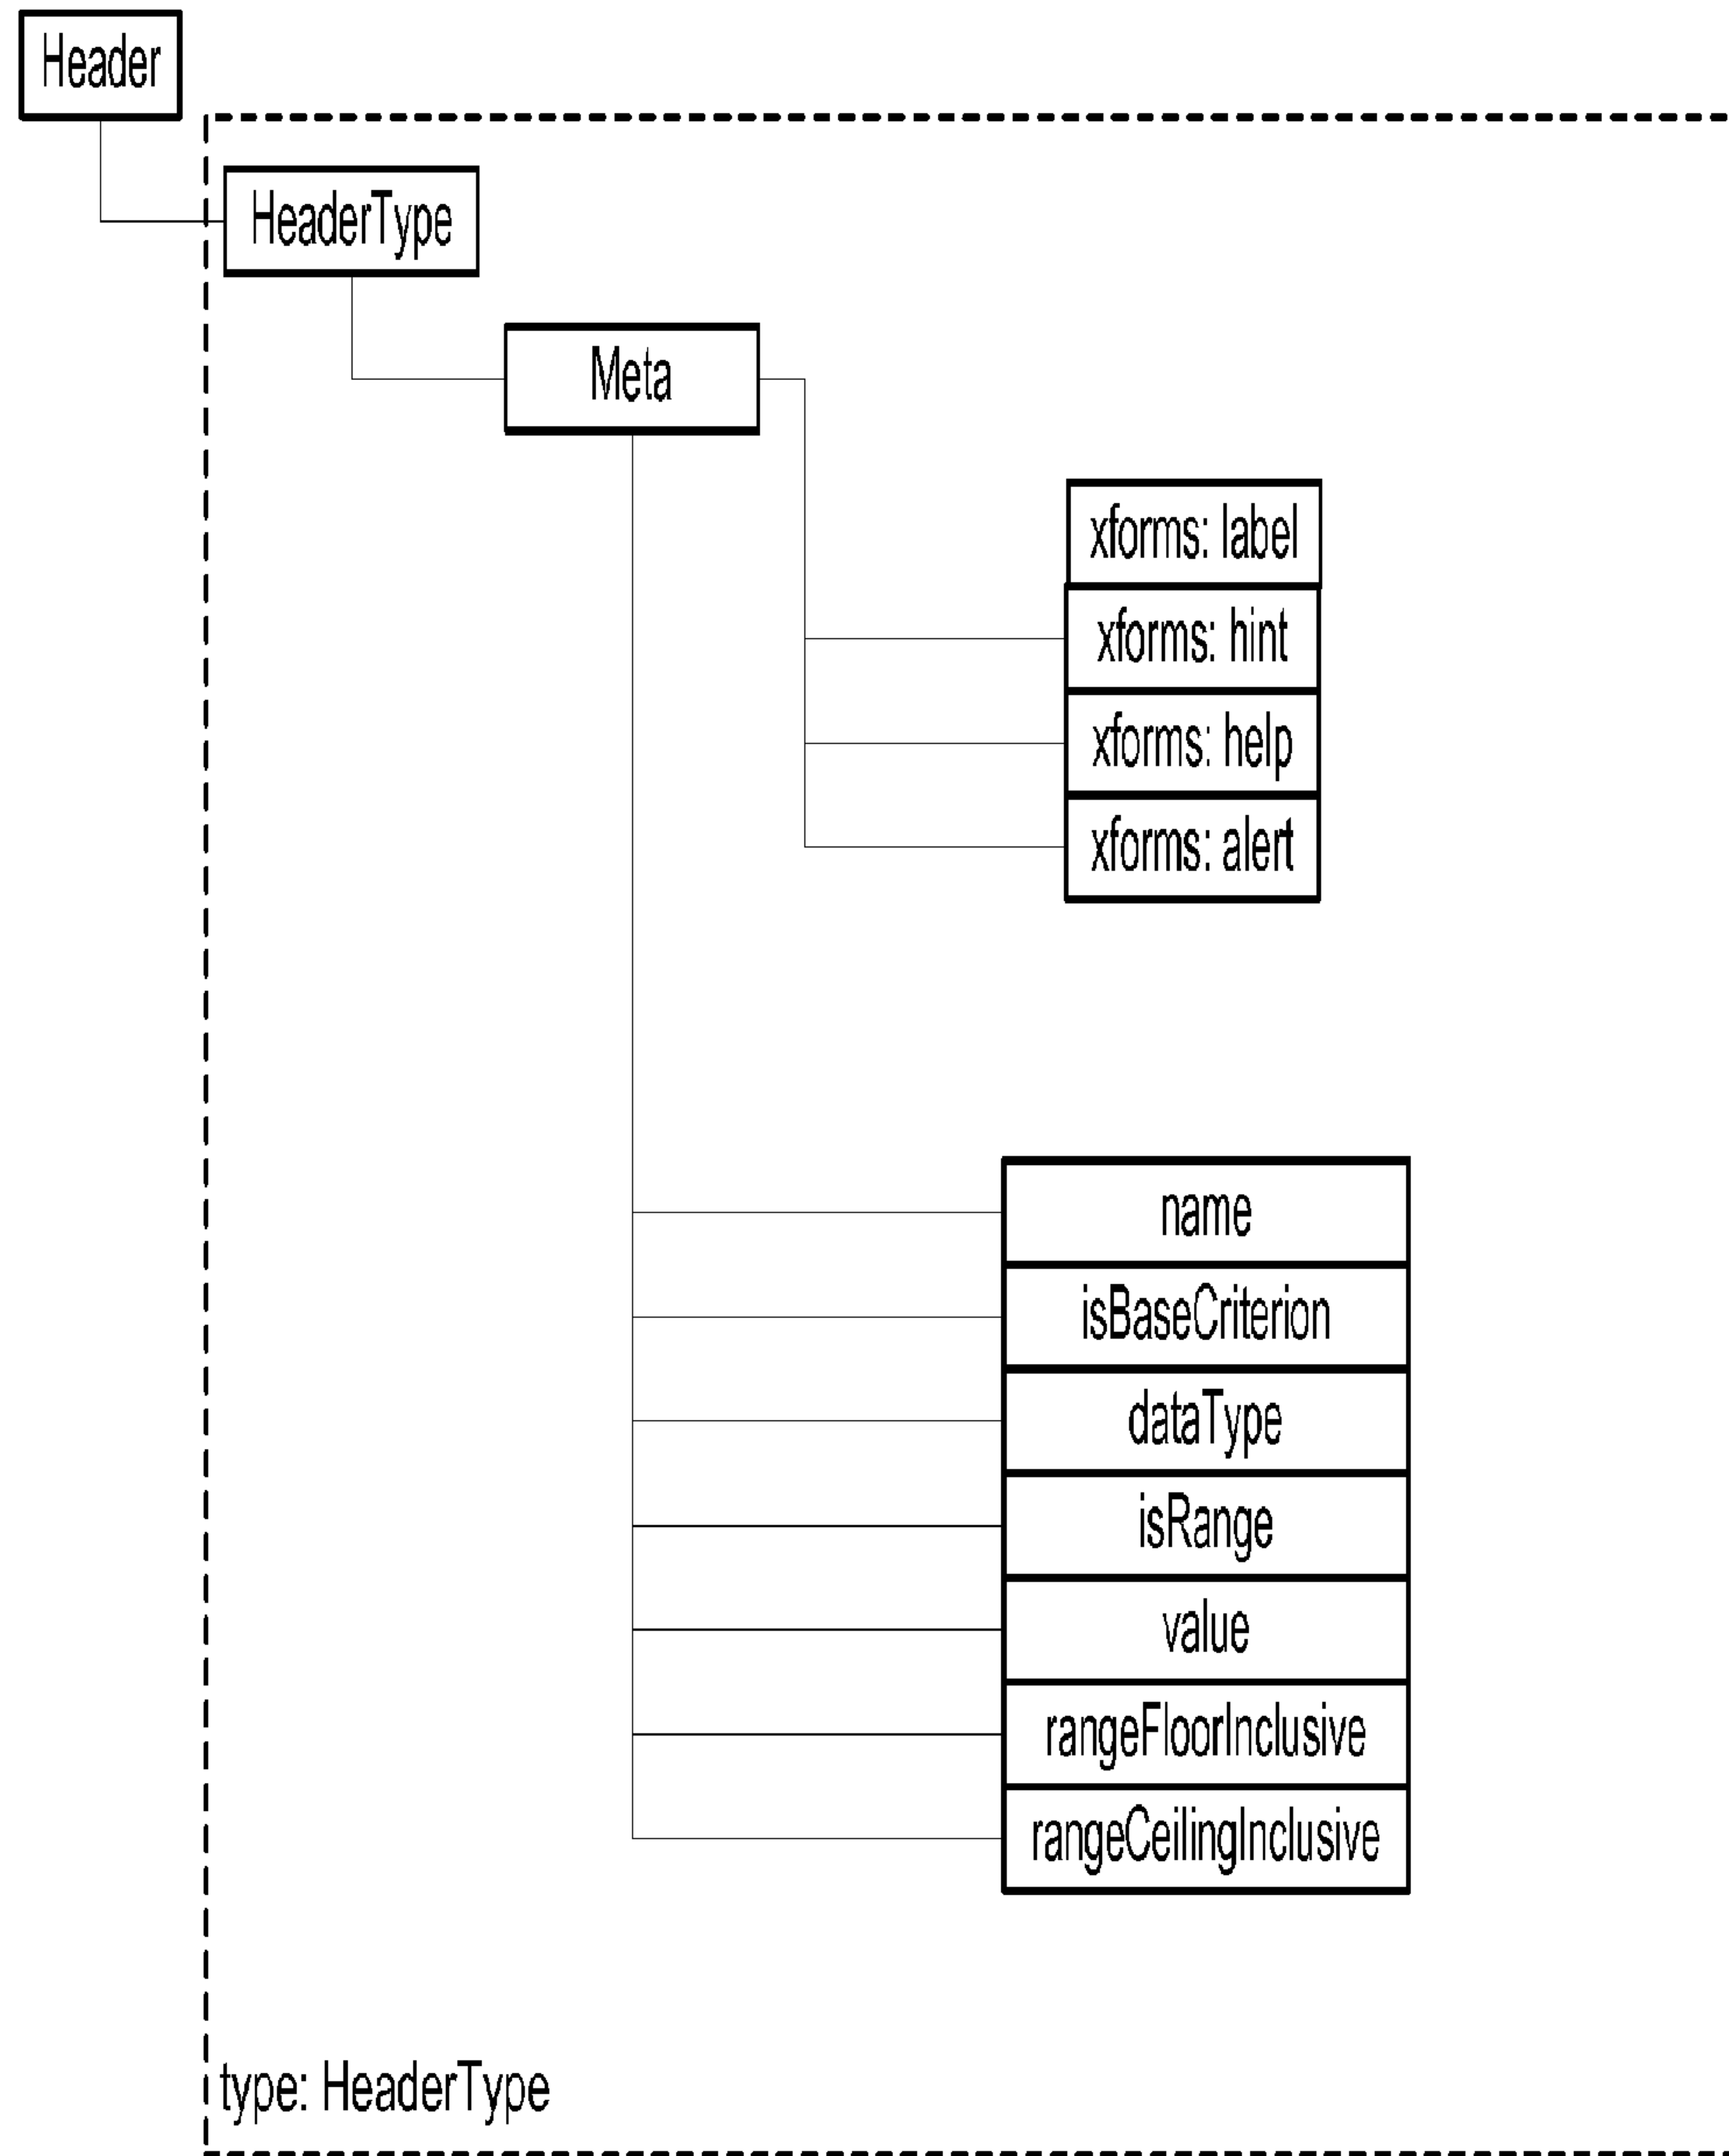 Header
HeaderType
Meta
xforms: label
xforms: hint
xforms: help
xforms: alert
name
isBaseCriterion
dataType
isRange
value
rangeFloorInclusive
rangeCeilingInclusive
type: HeaderType